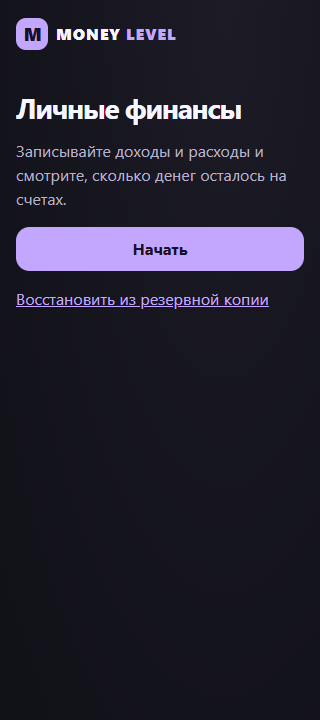 M MONEY LEVEL
Личные финансы
Записывайте доходы и расходы и
смотрите, сколько денег осталось на
счетах.
Начать
Восстановить из резервной копии